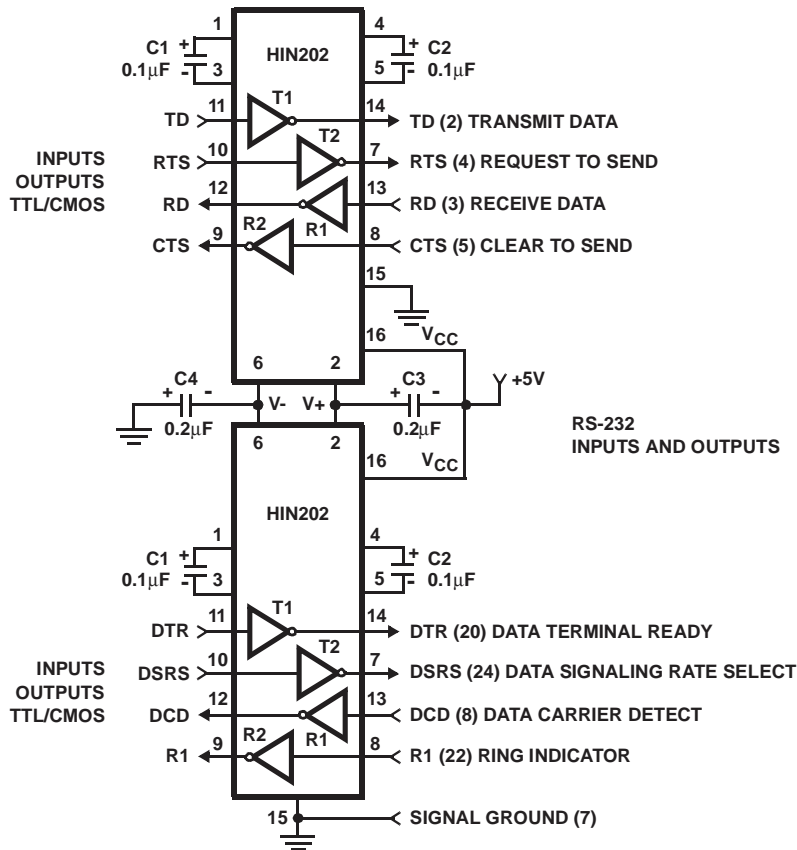 1 4
C1 + HIN202 + C2
0.1µF - 3 5 - 0.1µF
T1
11 14
TD TD (2) TRANSMIT DATA
T2
INPUTS 10 7
RTS RTS (4) REQUEST TO SEND
OUTPUTS 12 13
TTL/CMOS RD RD (3) RECEIVE DATA
9 R2 R1 8
CTS CTS (5) CLEAR TO SEND
15
16 VCC
6 2
C4 C3 +5V
+ - V- V+ + -
0.2µF 0.2µF RS-232
INPUTS AND OUTPUTS
6 2
16 VCC
HIN202
1 4
C1 + + C2
0.1µF - 3 5 - 0.1µF
T1
11 14
DTR DTR (20) DATA TERMINAL READY
T2
INPUTS 10 7
DSRS DSRS (24) DATA SIGNALING RATE SELECT
OUTPUTS 12 13
TTL/CMOS DCD DCD (8) DATA CARRIER DETECT
9 R2 R1 8
R1 R1 (22) RING INDICATOR
15 SIGNAL GROUND (7)